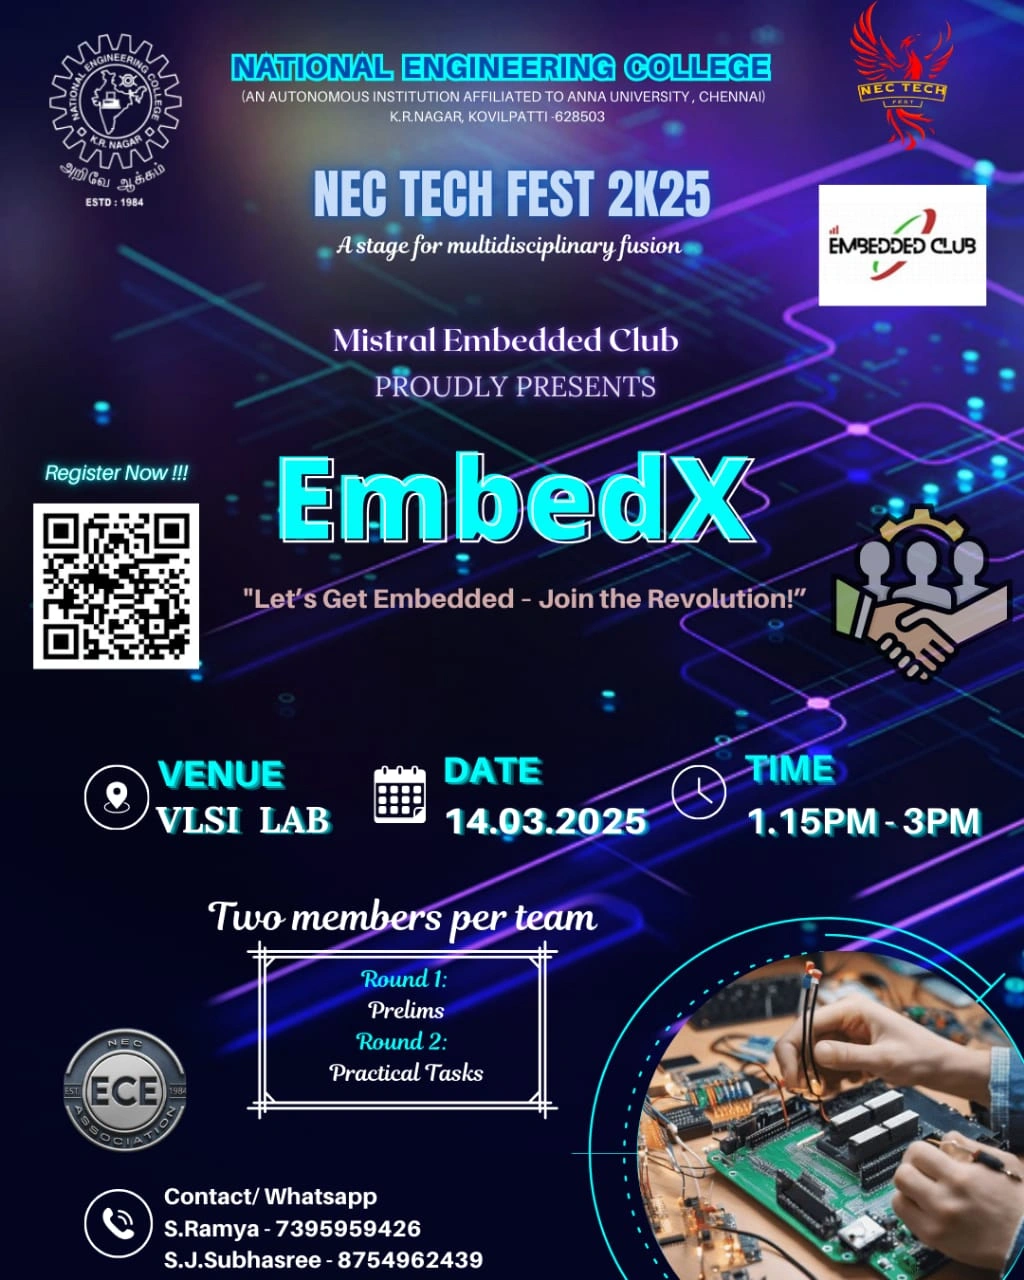 NATIONAL ENGINEERING COLLEGE
(AN AUTONOMOUS INSTITUTION AFFILIATED TO ANNA UNIVERSITY , CHENNAI)
K.R.NAGAR, KOVILPATTI -628503
NATIONAL ENGINEERING COLLEGE
K.R. NAGAR
அறிவே ஆக்கம்
ESTD : 1984
NEC TECH
FEST
NEC TECH FEST 2K25
A stage for multidisciplinary fusion
EMBEDDED CLUB
Mistral Embedded Club
PROUDLY PRESENTS
Register Now !!!
EmbedX
"Let’s Get Embedded – Join the Revolution!”
VENUE
VLSI LAB
DATE
14.03.2025
TIME
1.15PM - 3PM
Two members per team
Round 1:
Prelims
Round 2:
Practical Tasks
NEC
EST. ECE 1984
ASSOCIATION
Contact/ Whatsapp
S.Ramya - 7395959426
S.J.Subhasree - 8754962439